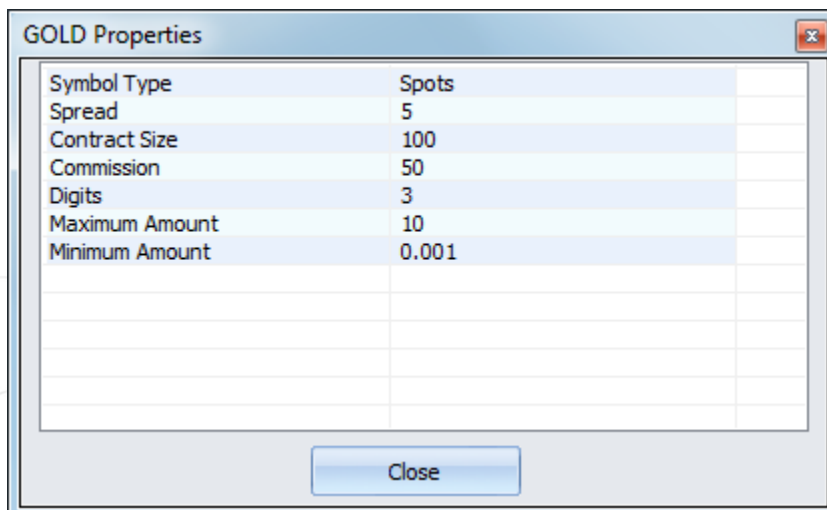 GOLD Properties
Symbol Type Spots
Spread 5
Contract Size 100
Commission 50
Digits 3
Maximum Amount 10
Minimum Amount 0.001
Close